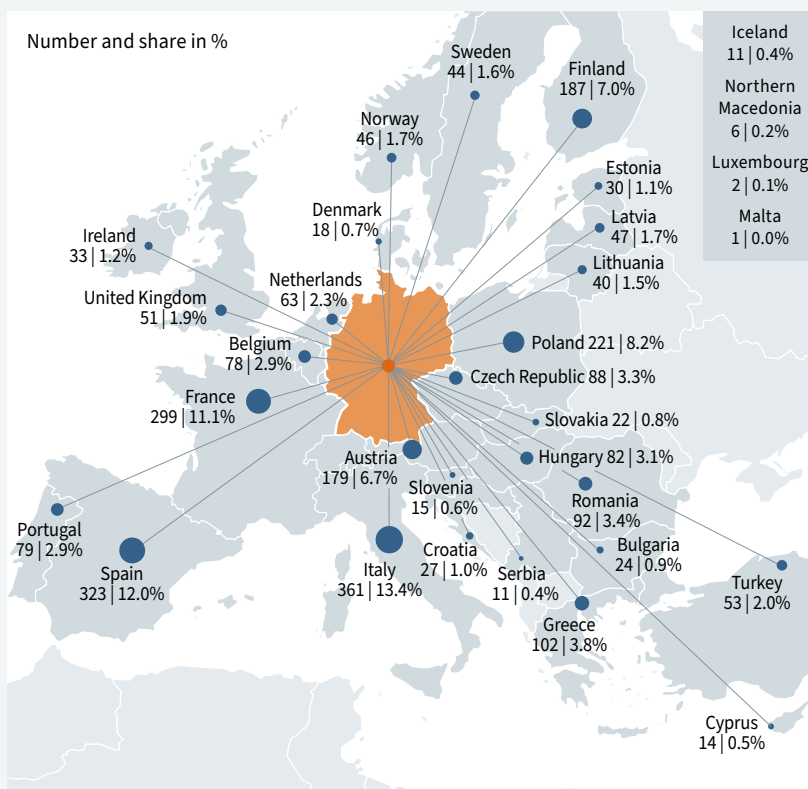 Number and share in %
Iceland
11 | 0.4%
Northern
Macedonia
6 | 0.2%
Luxembourg
2 | 0.1%
Malta
1 | 0.0%
Sweden
44 | 1.6%
Finland
187 | 7.0%
Norway
46 | 1.7%
Estonia
30 | 1.1%
Denmark
18 | 0.7%
Latvia
47 | 1.7%
Ireland
33 | 1.2%
Lithuania
40 | 1.5%
Netherlands
63 | 2.3%
United Kingdom
51 | 1.9%
Belgium
78 | 2.9%
Poland 221 | 8.2%
Czech Republic 88 | 3.3%
France
299 | 11.1%
Slovakia 22 | 0.8%
Austria
179 | 6.7%
Hungary 82 | 3.1%
Slovenia
15 | 0.6%
Romania
92 | 3.4%
Portugal
79 | 2.9%
Spain
323 | 12.0%
Italy
361 | 13.4%
Croatia
27 | 1.0%
Serbia
11 | 0.4%
Bulgaria
24 | 0.9%
Turkey
53 | 2.0%
Greece
102 | 3.8%
Cyprus
14 | 0.5%